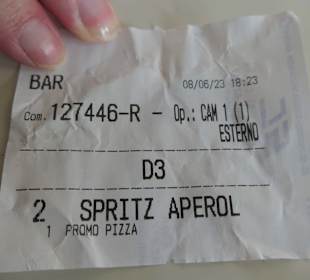 BAR 08/06/23 18:23
Com. 127446-R - Op.: CAM 1 (1)
ESTERNO
D3
2 SPRITZ APEROL
1 PROMO PIZZA